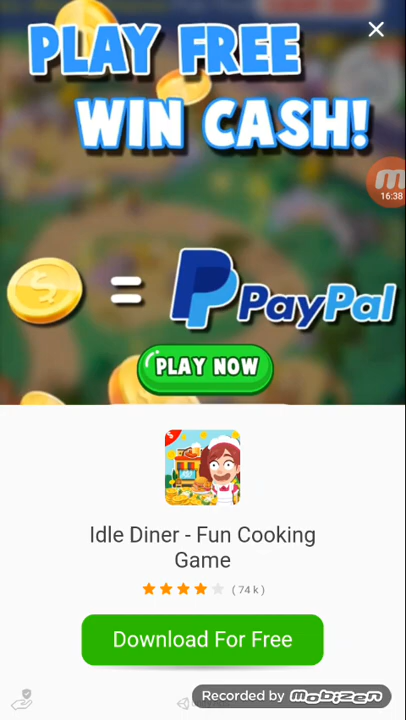 PLAY FREE
WIN CASH!
16:38
$ = PayPal
PLAY NOW
Idle Diner - Fun Cooking
Game
(74k)
Download For Free
Recorded by mobizen